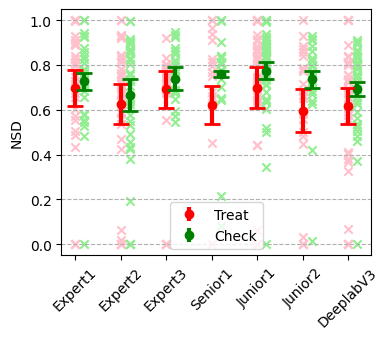 1.0
0.8
0.6
0.4
0.2
0.0
NSD
Treat
Check
Expert1
Expert2
Expert3
Senior1
Junior1
Junior2
DeeplabV3